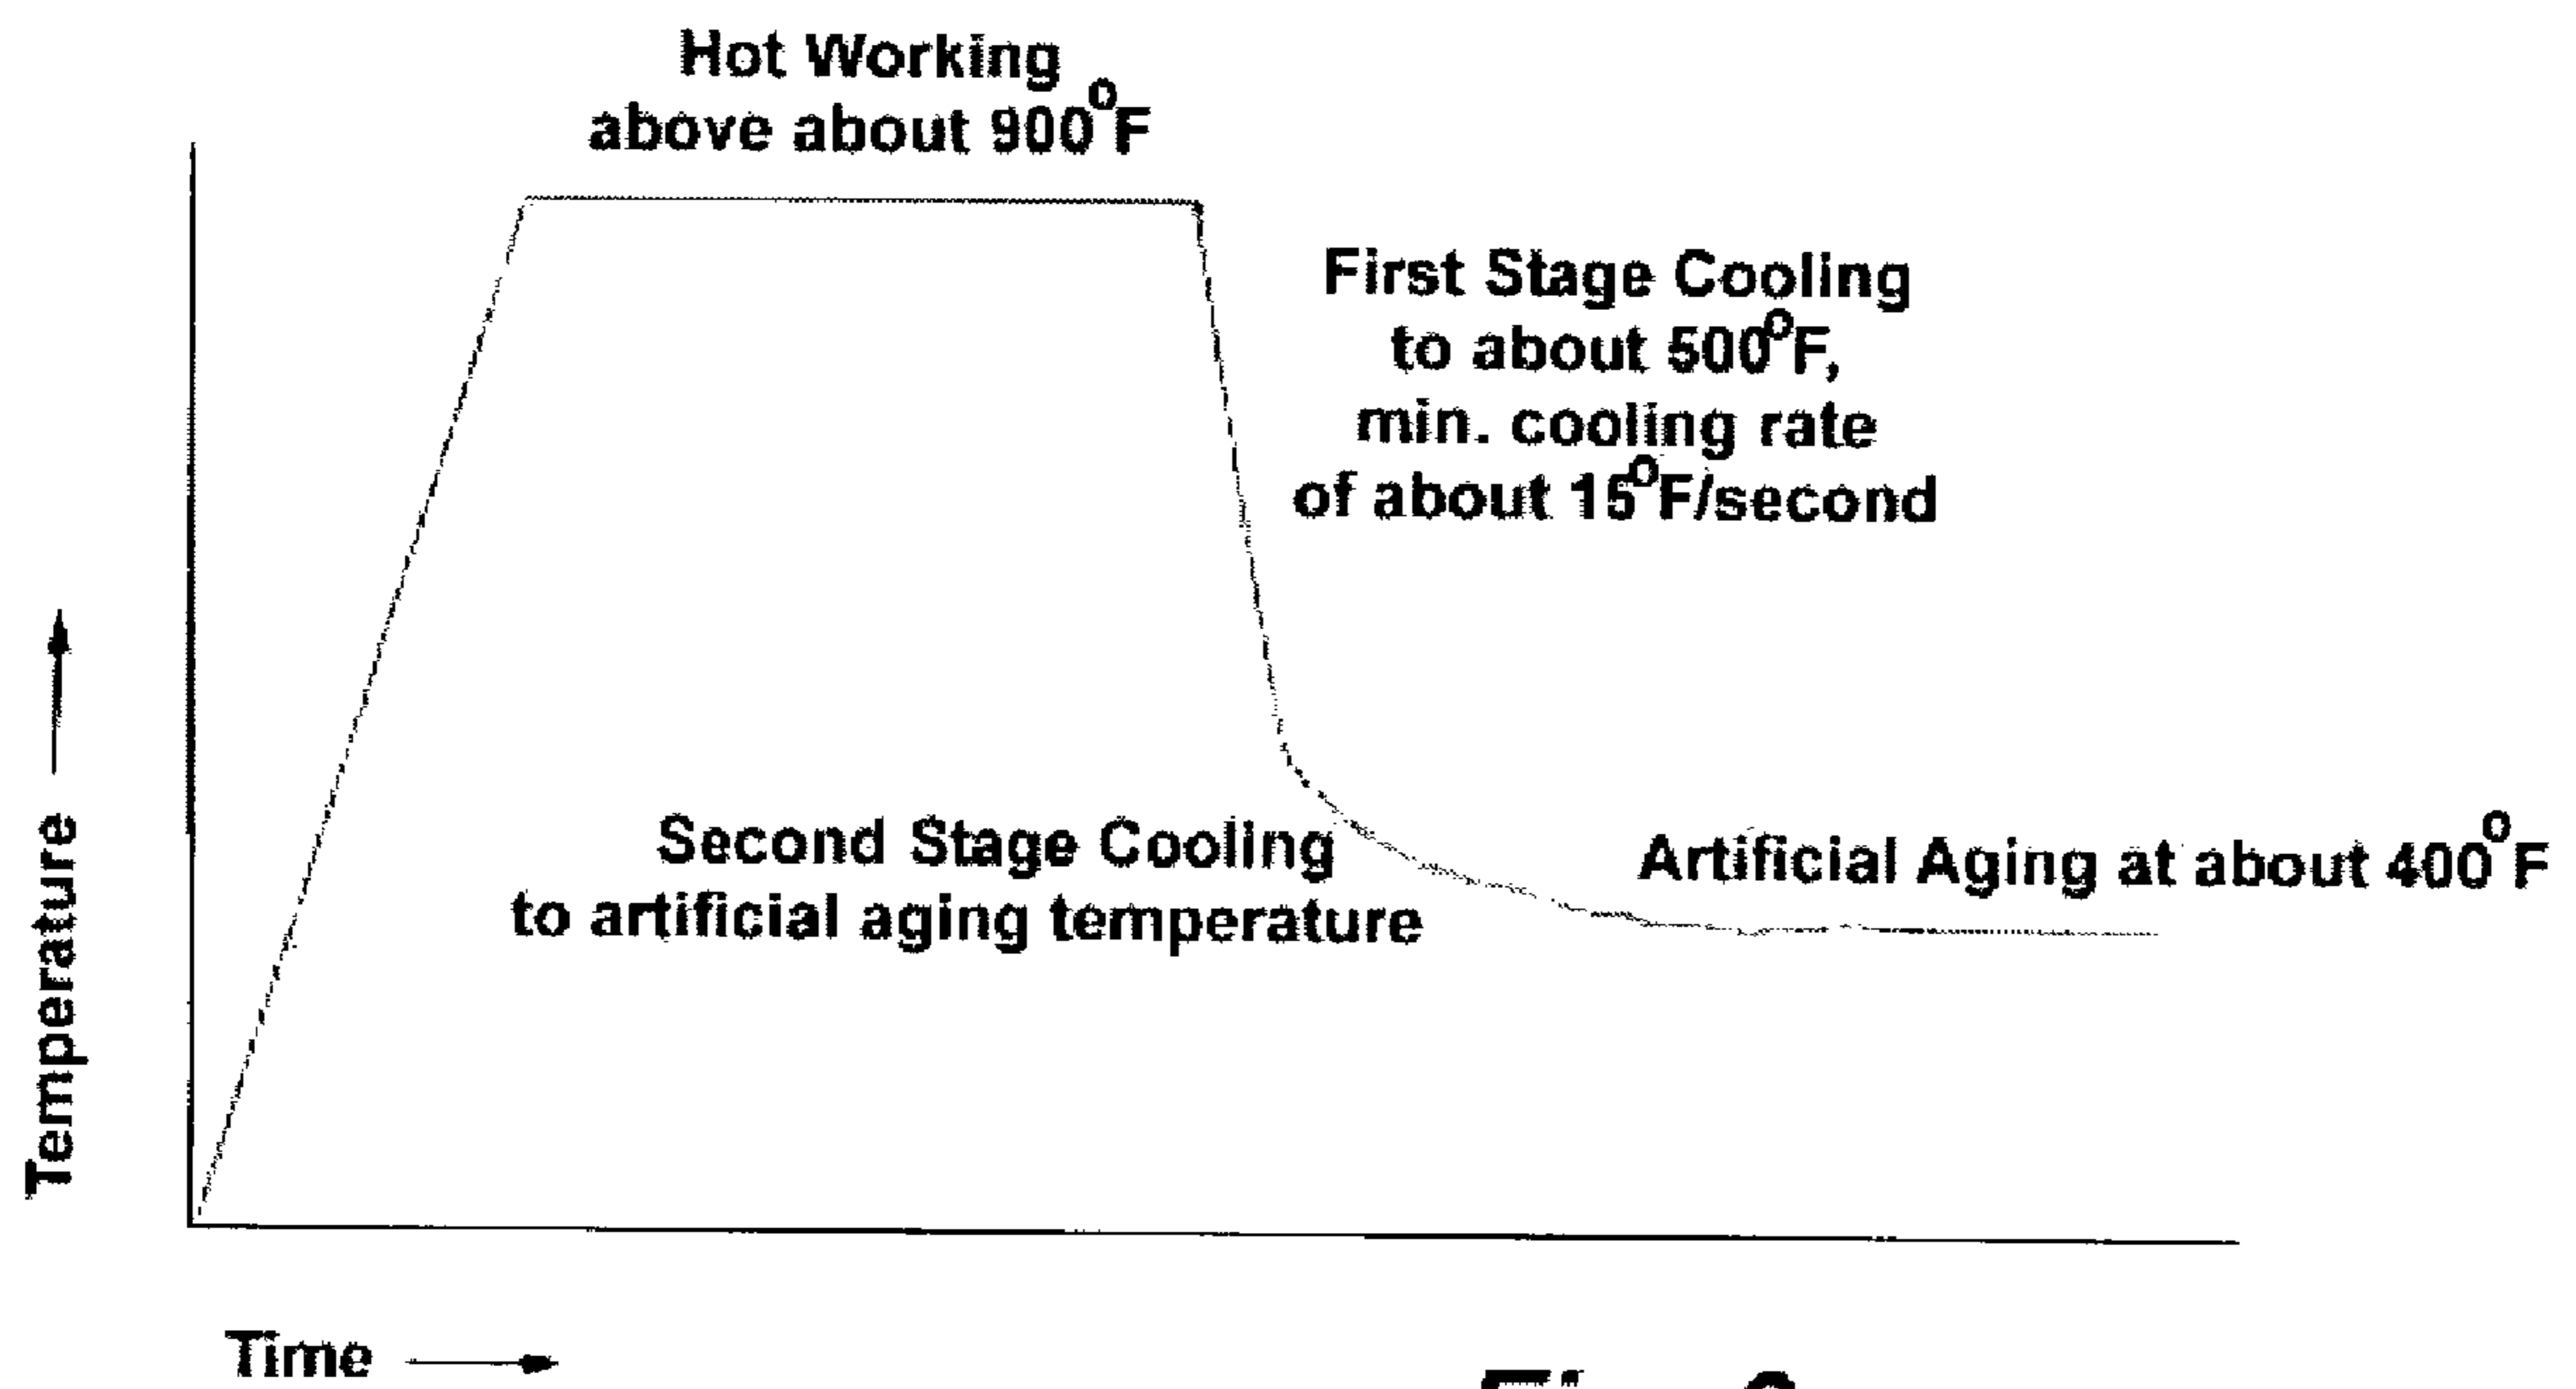 Hot Working
above about 900°F
First Stage Cooling
to about 500°F,
min. cooling rate
of about 15°F/second
Second Stage Cooling
to artificial aging temperature
Artificial Aging at about 400°F
Temperature
Time